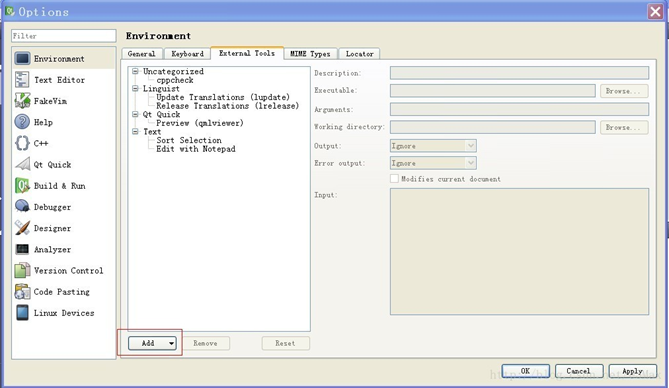 Options
Filter
Environment
Text Editor
FakeVim
Help
C++
Qt Quick
Build & Run
Debugger
Designer
Analyzer
Version Control
Code Pasting
Linux Devices
Environment
General Keyboard External Tools MIME Types Locator
Uncategorized
cppcheck
Linguist
Update Translations (lupdate)
Release Translations (lrelease)
Qt Quick
Preview (qmlviewer)
Text
Sort Selection
Edit with Notepad
Add Remove Reset
Description:
Executable: Browse...
Arguments:
Working directory: Browse...
Output: Ignore
Error output: Ignore
Modifies current document
Input:
OK Cancel Apply